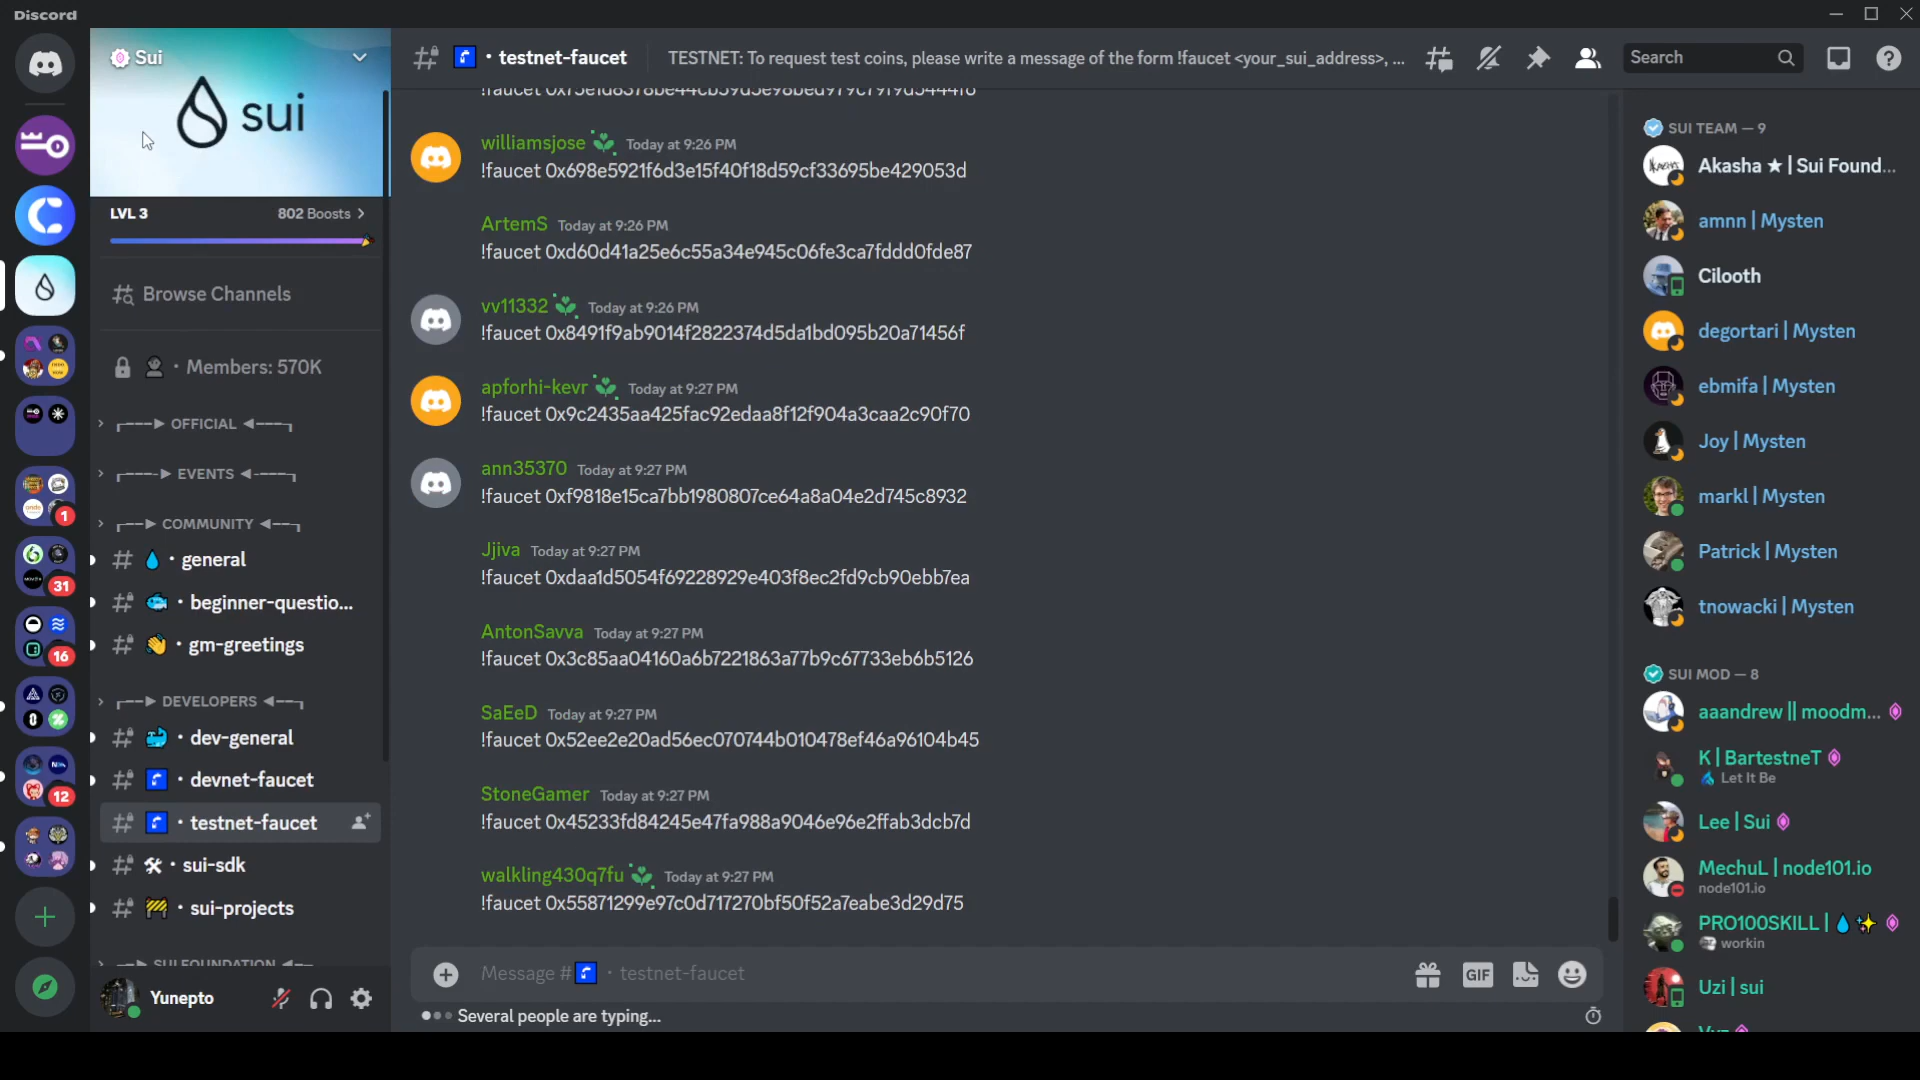 Discord
Sui
sui
LVL 3
802 Boosts
Browse Channels
Members: 570K
OFFICIAL
EVENTS
COMMUNITY
general
beginner-questio...
gm-greetings
DEVELOPERS
dev-general
devnet-faucet
testnet-faucet
sui-sdk
sui-projects
SUI FOUNDATION
Yunepto
1
31
16
12
testnet-faucet
TESTNET: To request test coins, please write a message of the form !faucet <your_sui_address>, ...
Search
williamsjose Today at 9:26 PM
!faucet 0x698e5921f6d3e15f40f18d59cf33695be429053d
ArtemS Today at 9:26 PM
!faucet 0xd60d41a25e6c55a34e945c06fe3ca7fddd0fde87
vv11332 Today at 9:26 PM
!faucet 0x8491f9ab9014f2822374d5da1bd095b20a71456f
apforhi-kevr Today at 9:27 PM
!faucet 0x9c2435aa425fac92edaa8f12f904a3caa2c90f70
ann35370 Today at 9:27 PM
!faucet 0xf9818e15ca7bb1980807ce64a8a04e2d745c8932
Jjiva Today at 9:27 PM
!faucet 0xdaa1d5054f69228929e403f8ec2fd9cb90ebb7ea
AntonSavva Today at 9:27 PM
!faucet 0x3c85aa04160a6b7221863a77b9c67733eb6b5126
SaEeD Today at 9:27 PM
!faucet 0x52ee2e20ad56ec070744b010478ef46a96104b45
StoneGamer Today at 9:27 PM
!faucet 0x45233fd84245e47fa988a9046e96e2ffab3dcb7d
walkling430q7fu Today at 9:27 PM
!faucet 0x55871299e97c0d717270bf50f52a7eabe3d29d75
Message # testnet-faucet
GIF
Several people are typing...
SUI TEAM — 9
Akasha ★ | Sui Found...
amnn | Mysten
Cilooth
degortari | Mysten
ebmifa | Mysten
Joy | Mysten
markl | Mysten
Patrick | Mysten
tnowacki | Mysten
SUI MOD — 8
aaandrew || moodm...
K | BartestneT
Let It Be
Lee | Sui
MechuL | node101.io
node101.io
PRO100SKILL |
workin
Uzi | sui